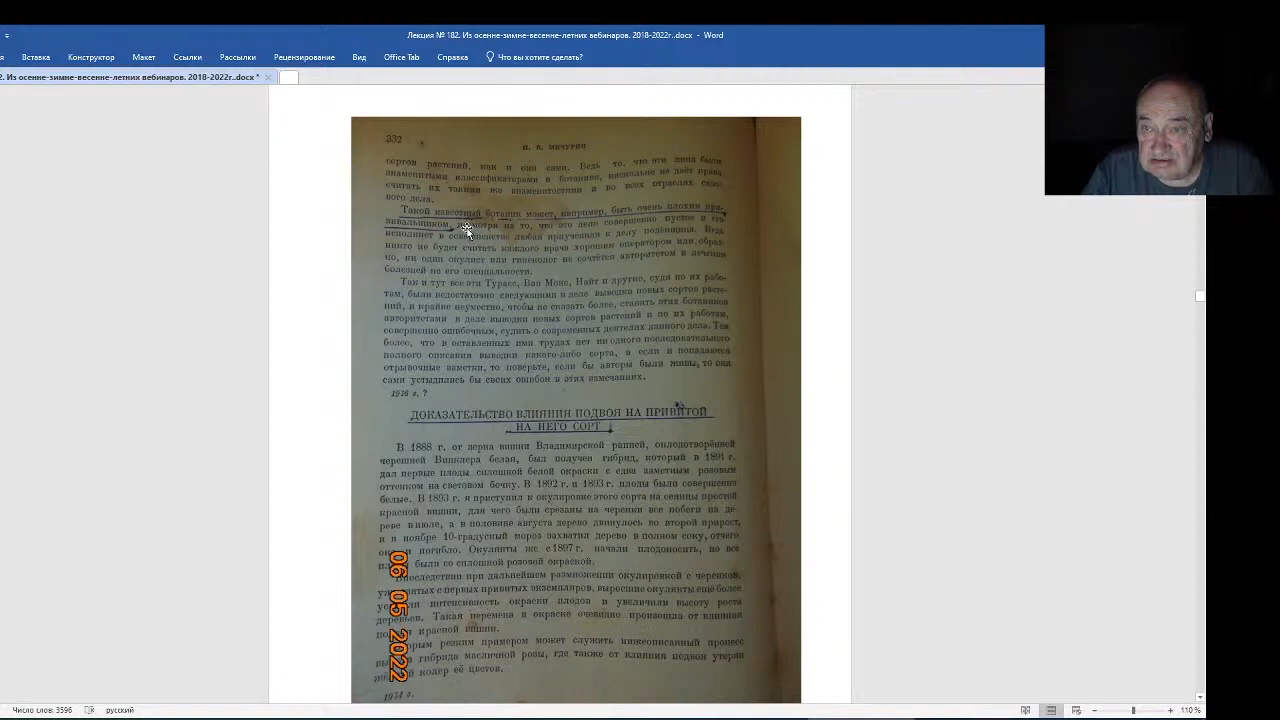 Лекция № 182. Из осенне-зимне-весенне-летних вебинаров. 2018-2022г..docx - Word
Вставка Конструктор Макет Ссылки Рассылки Рецензирование Вид Office Tab Справка Что вы хотите сделать?
2. Из осенне-зимне-весенне-летних вебинаров. 2018-2022г..docx *
332
И. В. МИЧУРИН
сортов растений, как и они сами. Ведь то, что эти лица были
знаменитыми классификаторами в ботанике, нисколько не даёт права
считать их такими же знаменитостями и во всех отраслях садо-
вого дела.
Такой известный ботаник может, например, быть очень плохим при-
вивальщиком, несмотря на то, что это дело совершенно пустое и его
исполняет в совершенстве любая приученная к делу подёнщица. Ведь
никто не будет считать каждого врача хорошим оператором или, обрат-
но, ни один окулист или гинеколог не сочтётся авторитетом в лечении
болезней не его специальности.
Так и тут все эти Турасс, Ван Монс, Найт и другие, судя по их рабо-
там, были недостаточно сведующими в деле выводки новых сортов расте-
ний, и крайне неуместно, чтобы не сказать более, ставить этих ботаников
авторитетами в деле выводки новых сортов растений и по их работам,
совершенно ошибочным, судить о современных деятелях данного дела. Тем
более, что в оставленных ими трудах нет ни одного последовательного
полного описания выводки какого-либо сорта, а если и попадаются
отрывочные заметки, то поверьте, если бы авторы были живы, то они
сами устыдились бы своих ошибок в этих замечаниях.
1916 г. ?
ДОКАЗАТЕЛЬСТВО ВЛИЯНИЯ ПОДВОЯ НА ПРИВИТОЙ
НА НЕГО СОРТ
В 1888 г. от зерна вишни Владимирской ранней, оплодотворённой
черешней Винклера белая, был получен гибрид, который в 1891 г.
дал первые плоды сплошной белой окраски с едва заметным розовым
оттенком на световом бочку. В 1892 г. и 1893 г. плоды были совершенно
белые. В 1893 г. я приступил к окулировке этого сорта на сеянцы простой
красной вишни, для чего были срезаны на черенки все побеги на де-
реве в июле, а в половине августа дерево двинулось во второй прирост,
и в ноябре 10-градусный мороз захватил дерево в полном соку, отчего
оно и погибло. Окулянты же с 1897 г. начали плодоносить, но все
были со сплошной розовой окраской.
Впоследствии при дальнейшем размножении окулировкой с черенков,
взятых с первых привитых экземпляров, выросшие окулянты ещё более
интенсивность окраски плодов и увеличили высоту роста
деревьев. Такая перемена в окраске очевидно произошла от влияния
красной вишни.
Вторым резким примером может служить нижеописанный процесс
гибрида масличной розы, где также от влияния подвоя утерян
колер её цветов.
1934 г.
06 05 2022
Число слов: 3596 русский 110 %